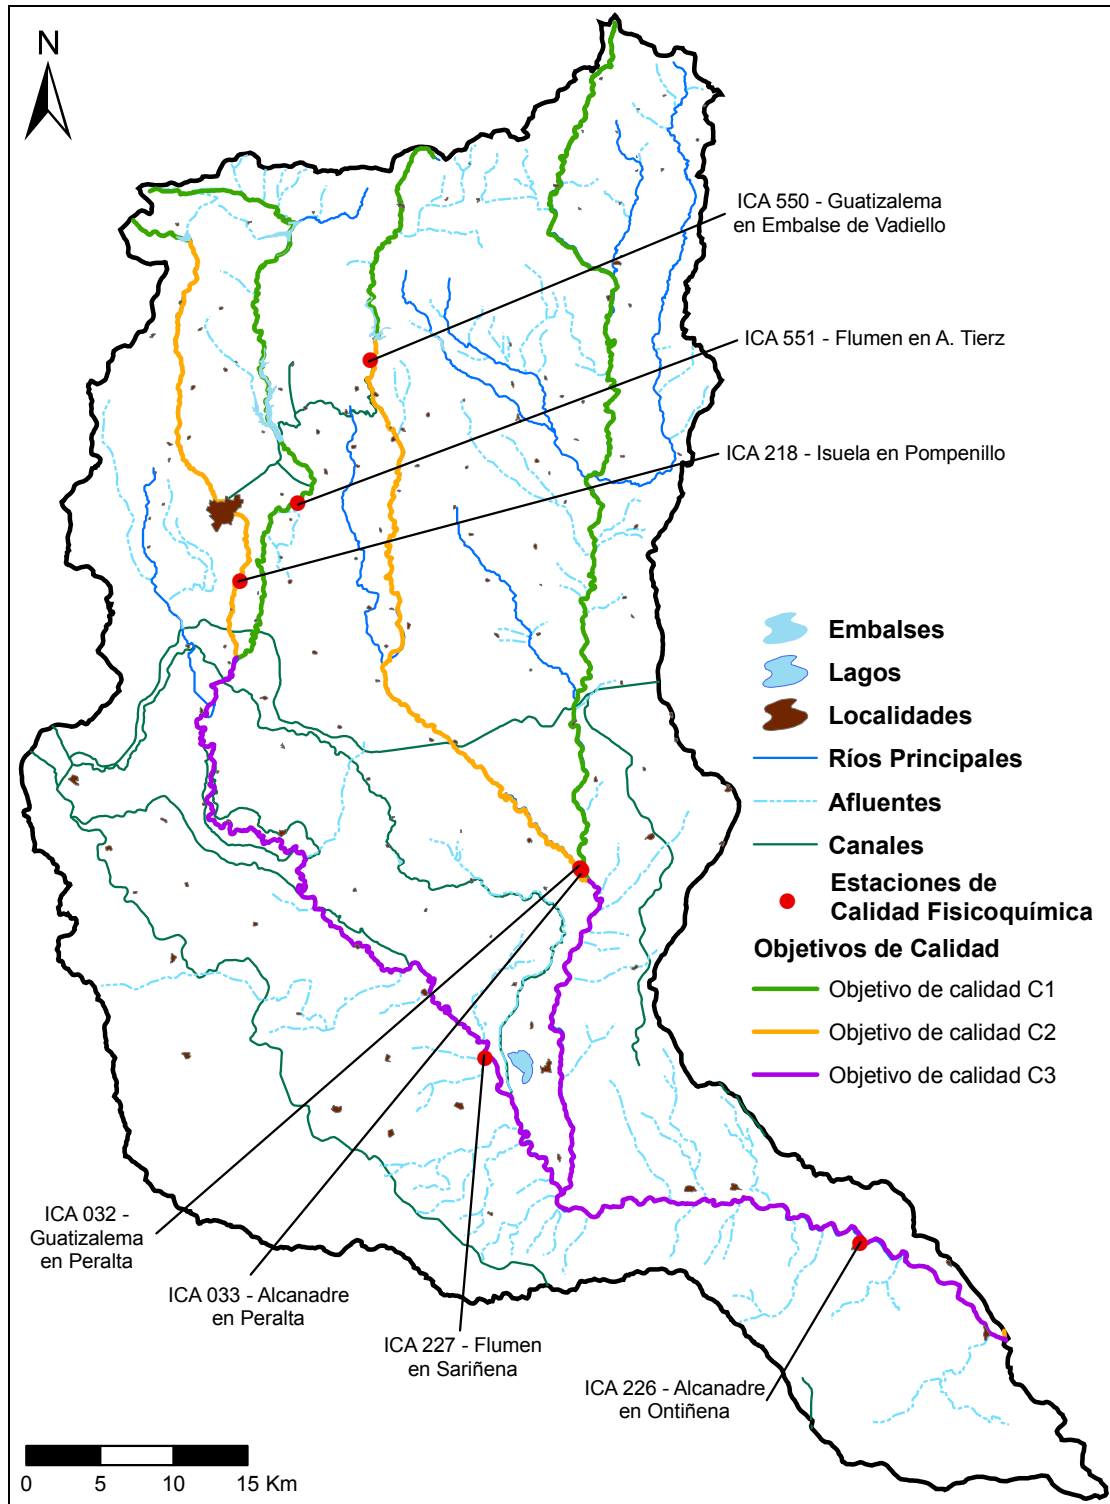 N
ICA 550 - Guatizalema
en Embalse de Vadiello
ICA 551 - Flumen en A. Tierz
ICA 218 - Isuela en Pompenillo
Embalses
Lagos
Localidades
Ríos Principales
Afluentes
Canales
Estaciones de
Calidad Fisicoquímica
Objetivos de Calidad
Objetivo de calidad C1
Objetivo de calidad C2
Objetivo de calidad C3
ICA 032 -
Guatizalema
en Peralta
ICA 033 - Alcanadre
en Peralta
ICA 227 - Flumen
en Sariñena
ICA 226 - Alcanadre
en Ontiñena
0 5 10 15 Km